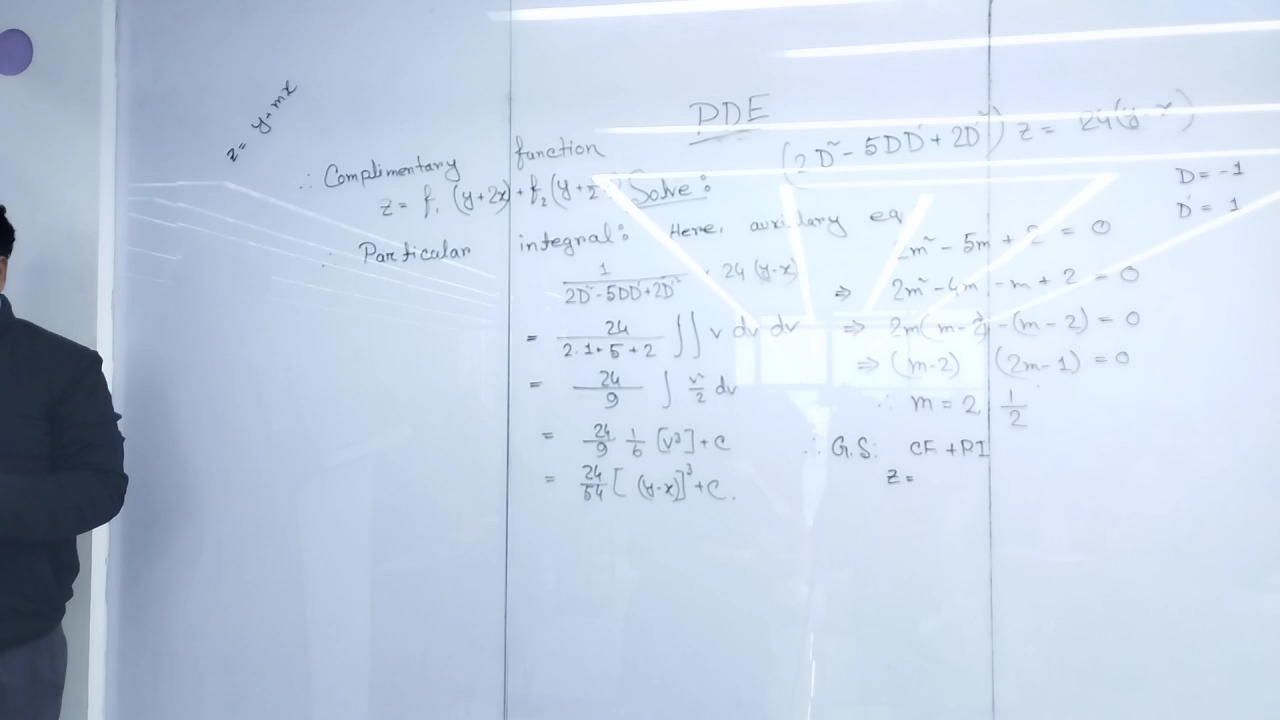 PDE
(2D² - 5DD' + 2D'²) z = 24(y-x)
z = y+mx
∴ Complimentary function
z = f₁ (y+2x) + f₂ (y+
Solve:
D = -1
D' = 1
Particular integral: Here, auxilary eq
1/(2D² - 5DD' + 2D'²) · 24 (y-x)
= 24/(2.1+5+2) ∫∫ v dv dv
= 24/9 ∫ v²/2 dv
= 24/9 1/6 [v³] + C
= 24/54 [(y-x)]³ + C.
2m² - 5m + 2 = 0
⇒ 2m² - 4m - m + 2 = 0
⇒ 2m(m-2) - (m-2) = 0
⇒ (m-2) (2m-1) = 0
∴ m = 2, 1/2
∴ G.S: CF + PI
z =